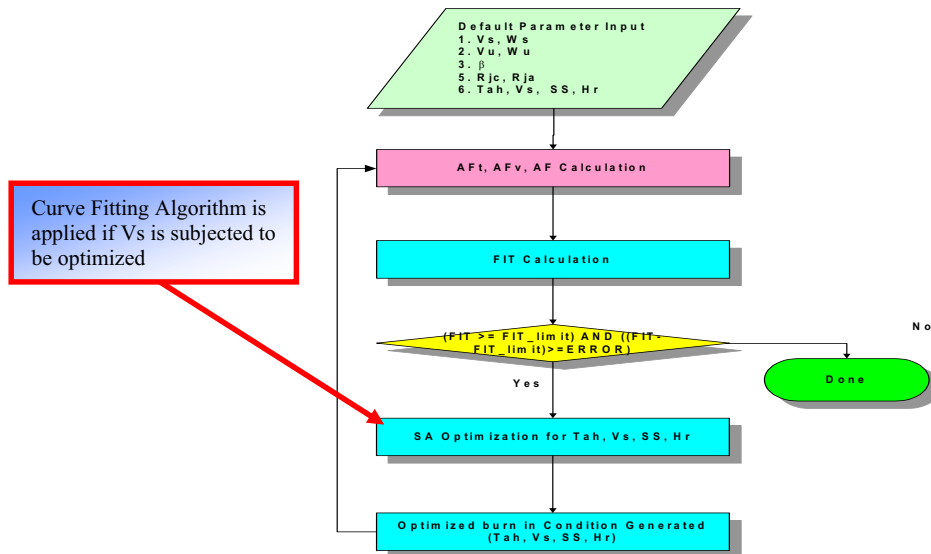 Default Parameter Input
1. Vs, Ws
2. Vu, Wu
3. β
5. Rjc, Rja
6. Tah, Vs, SS, Hr
AFt, AFv, AF Calculation
Curve Fitting Algorithm is
applied if Vs is subjected to
be optimized
FIT Calculation
(FIT >= FIT_limit) AND ((FIT-
FIT_limit)>=ERROR)
No
Yes
Done
SA Optimization for Tah, Vs, SS, Hr
Optimized burn in Condition Generated
(Tah, Vs, SS, Hr)